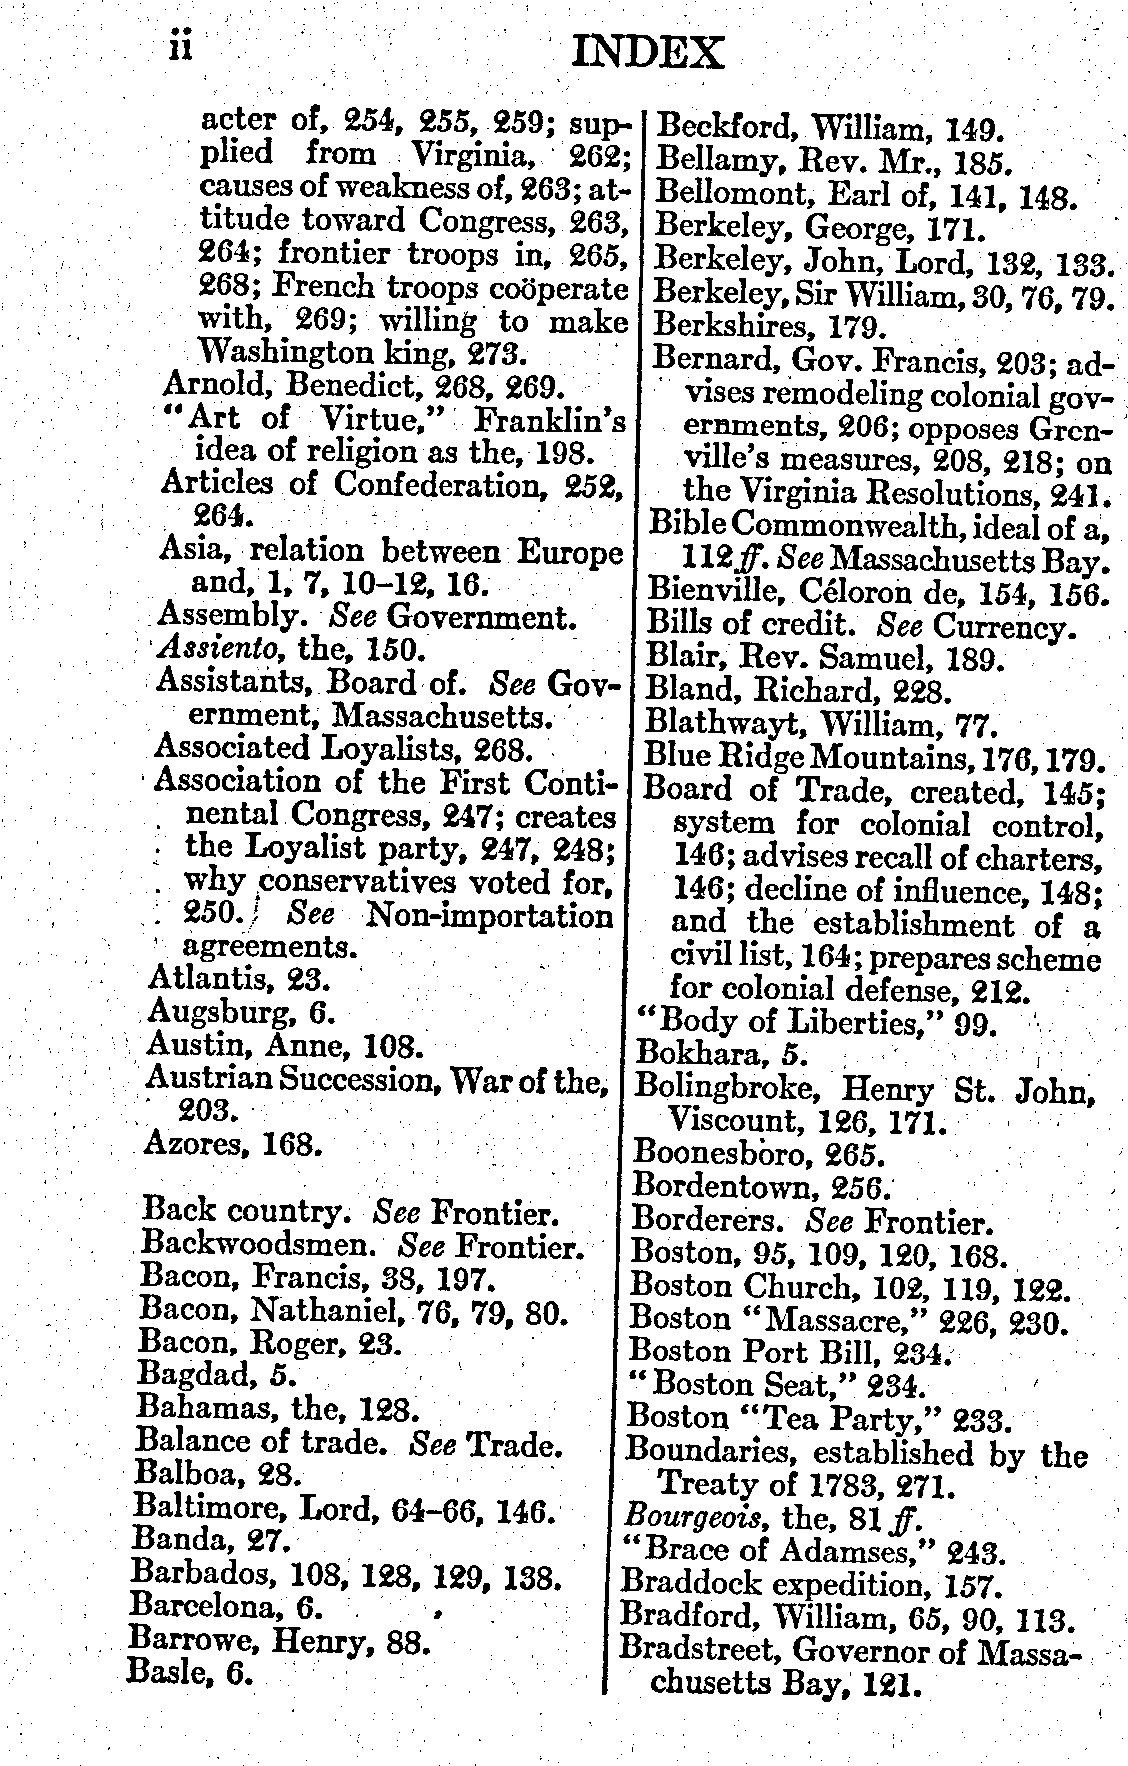 ii
INDEX
acter of, 254, 255, 259; sup-
plied from Virginia, 262;
causes of weakness of, 263; at-
titude toward Congress, 263,
264; frontier troops in, 265,
268; French troops coöperate
with, 269; willing to make
Washington king, 273.
Arnold, Benedict, 268, 269.
"Art of Virtue," Franklin's
idea of religion as the, 198.
Articles of Confederation, 252,
264.
Asia, relation between Europe
and, 1, 7, 10–12, 16.
Assembly. See Government.
Assiento, the, 150.
Assistants, Board of. See Gov-
ernment, Massachusetts.
Associated Loyalists, 268.
Association of the First Conti-
nental Congress, 247; creates
the Loyalist party, 247, 248;
why conservatives voted for,
250. See Non-importation
agreements.
Atlantis, 23.
Augsburg, 6.
Austin, Anne, 108.
Austrian Succession, War of the,
203.
Azores, 168.
Back country. See Frontier.
Backwoodsmen. See Frontier.
Bacon, Francis, 38, 197.
Bacon, Nathaniel, 76, 79, 80.
Bacon, Roger, 23.
Bagdad, 5.
Bahamas, the, 128.
Balance of trade. See Trade.
Balboa, 28.
Baltimore, Lord, 64–66, 146.
Banda, 27.
Barbados, 108, 128, 129, 138.
Barcelona, 6.
Barrowe, Henry, 88.
Basle, 6.
Beckford, William, 149.
Bellamy, Rev. Mr., 185.
Bellomont, Earl of, 141, 148.
Berkeley, George, 171.
Berkeley, John, Lord, 132, 133.
Berkeley, Sir William, 30, 76, 79.
Berkshires, 179.
Bernard, Gov. Francis, 203; ad-
vises remodeling colonial gov-
ernments, 206; opposes Gren-
ville's measures, 208, 218; on
the Virginia Resolutions, 241.
Bible Commonwealth, ideal of a,
112 ff. See Massachusetts Bay.
Bienville, Céloron de, 154, 156.
Bills of credit. See Currency.
Blair, Rev. Samuel, 189.
Bland, Richard, 228.
Blathwayt, William, 77.
Blue Ridge Mountains, 176, 179.
Board of Trade, created, 145;
system for colonial control,
146; advises recall of charters,
146; decline of influence, 148;
and the establishment of a
civil list, 164; prepares scheme
for colonial defense, 212.
"Body of Liberties," 99.
Bokhara, 5.
Bolingbroke, Henry St. John,
Viscount, 126, 171.
Boonesboro, 265.
Bordentown, 256.
Borderers. See Frontier.
Boston, 95, 109, 120, 168.
Boston Church, 102, 119, 122.
Boston "Massacre," 226, 230.
Boston Port Bill, 234.
"Boston Seat," 234.
Boston "Tea Party," 233.
Boundaries, established by the
Treaty of 1783, 271.
Bourgeois, the, 81 ff.
"Brace of Adamses," 243.
Braddock expedition, 157.
Bradford, William, 65, 90, 113.
Bradstreet, Governor of Massa-
chusetts Bay, 121.